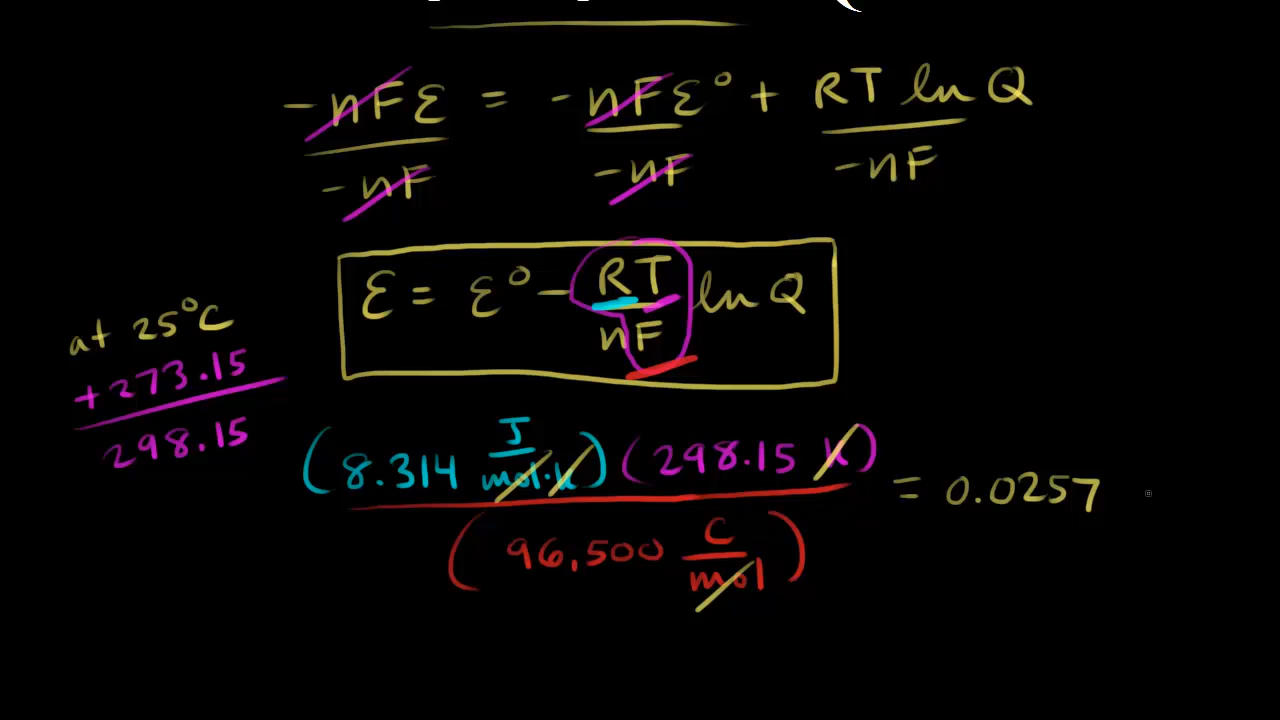 -nFE = -nFE° + RT ln Q
-nF -nF -nF
E = E° - RT/nF ln Q
at 25°C
+273.15
298.15
(8.314 J/mol·K)(298.15 K)
= 0.0257
(96,500 C/mol)